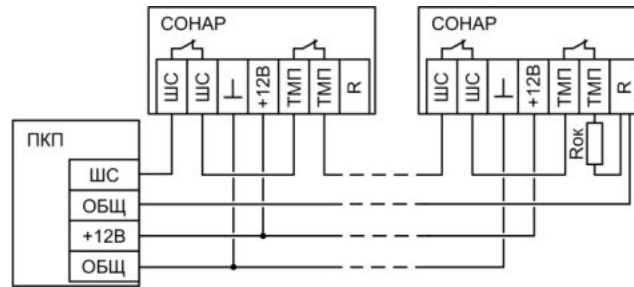 СОНАР
ШС
ШС
⊥
+12В
ТМП
ТМП
R
СОНАР
ШС
ШС
⊥
+12В
ТМП
ТМП
R
Rок
ПКП
ШС
ОБЩ
+12В
ОБЩ